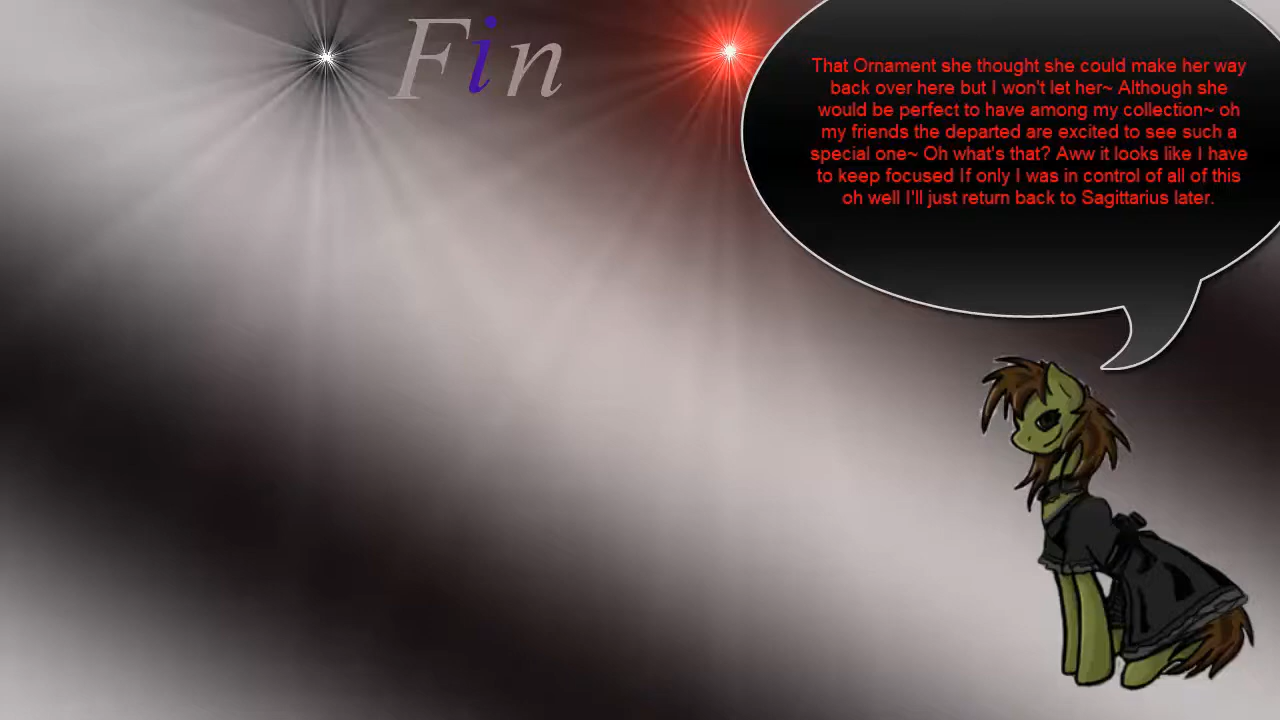 Fin
That Ornament she thought she could make her way
back over here but I won't let her~ Although she
would be perfect to have among my collection~ oh
my friends the departed are excited to see such a
special one~ Oh what's that? Aww it looks like I have
to keep focused If only I was in control of all of this
oh well I'll just return back to Sagittarius later.